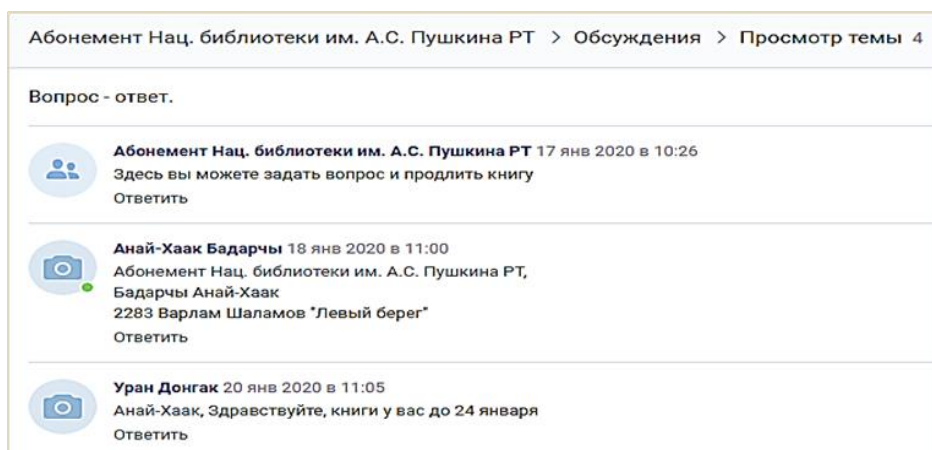 Абонемент Нац. библиотеки им. А.С. Пушкина РТ > Обсуждения > Просмотр темы 4
Вопрос - ответ.
Абонемент Нац. библиотеки им. А.С. Пушкина РТ 17 янв 2020 в 10:26
Здесь вы можете задать вопрос и продлить книгу
Ответить
Анай-Хаак Бадарчы 18 янв 2020 в 11:00
Абонемент Нац. библиотеки им. А.С. Пушкина РТ,
Бадарчы Анай-Хаак
2283 Варлам Шаламов "Левый берег"
Ответить
Уран Донгак 20 янв 2020 в 11:05
Анай-Хаак, Здравствуйте, книги у вас до 24 января
Ответить